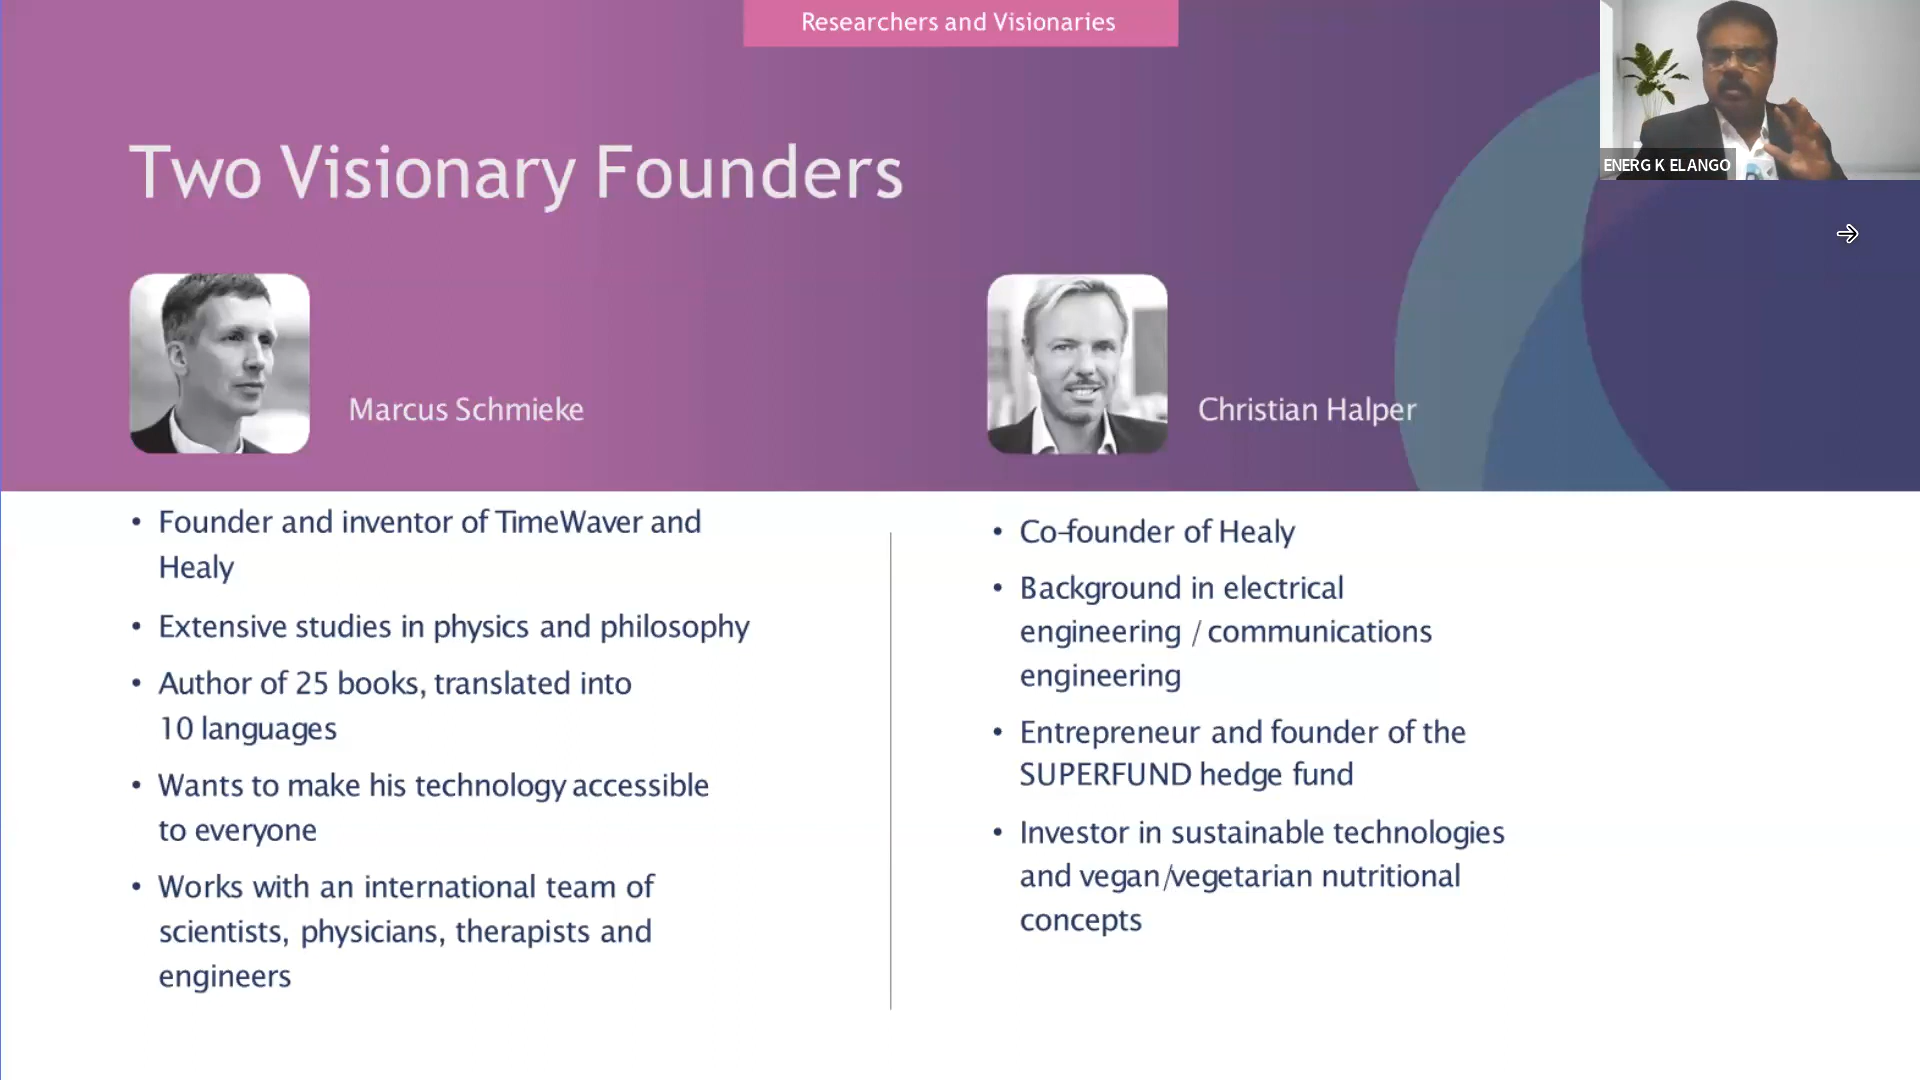 Researchers and Visionaries
ENERG K ELANGO
Two Visionary Founders
Marcus Schmieke
Christian Halper
• Founder and inventor of TimeWaver and
Healy
• Extensive studies in physics and philosophy
• Author of 25 books, translated into
10 languages
• Wants to make his technology accessible
to everyone
• Works with an international team of
scientists, physicians, therapists and
engineers
• Co-founder of Healy
• Background in electrical
engineering / communications
engineering
• Entrepreneur and founder of the
SUPERFUND hedge fund
• Investor in sustainable technologies
and vegan/vegetarian nutritional
concepts